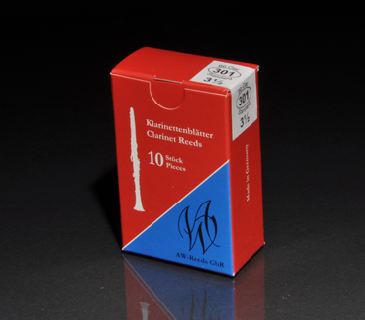 301
3½
301
3½
Klarinettenblätter
Clarinet Reeds
10 Stück
Pieces
AW
AW-Reeds GbR
Made in Germany